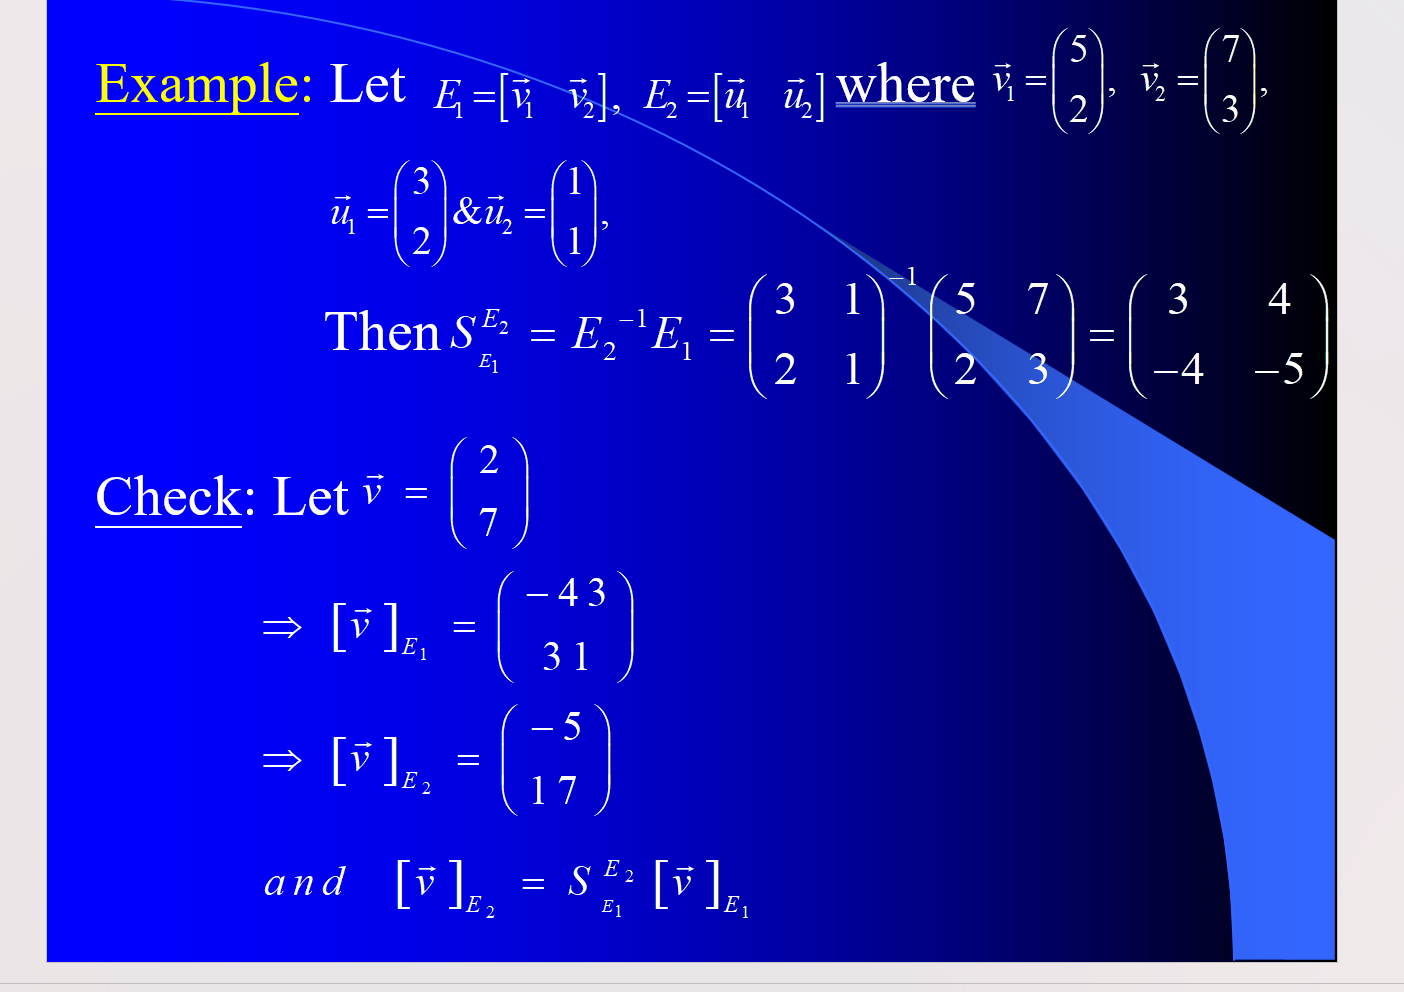 Example: Let E₁=[v⃗₁ v⃗₂], E₂=[u⃗₁ u⃗₂] where v⃗₁=(5 2), v⃗₂=(7 3),
u⃗₁=(3 2)&u⃗₂=(1 1),
Then S_{E₁}^{E₂} = E₂⁻¹E₁ = (3 1; 2 1)⁻¹ (5 7; 2 3) = (3 4; −4 −5)
Check: Let v⃗ = (2 7)
⇒ [v⃗]_{E₁} = (−43 31)
⇒ [v⃗]_{E₂} = (−5 17)
and [v⃗]_{E₂} = S_{E₁}^{E₂} [v⃗]_{E₁}